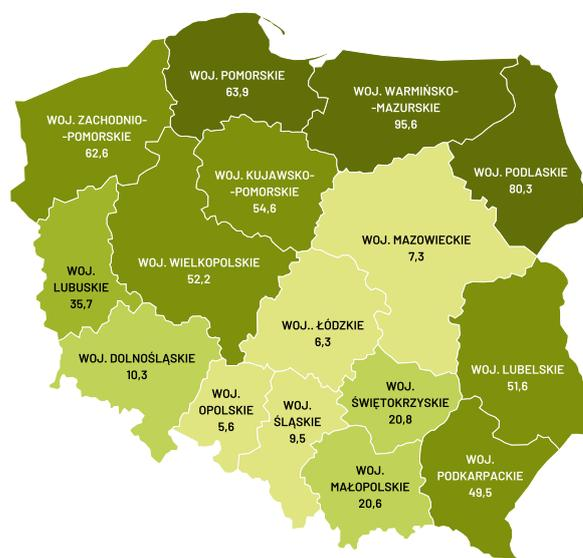 WOJ. POMORSKIE
63,9
WOJ. WARMIŃSKO-
-MAZURSKIE
95,6
WOJ. ZACHODNIO-
-POMORSKIE
62,6
WOJ. PODLASKIE
80,3
WOJ. KUJAWSKO-
-POMORSKIE
54,6
WOJ. MAZOWIECKIE
7,3
WOJ. WIELKOPOLSKIE
52,2
WOJ.
LUBUSKIE
35,7
WOJ.. ŁÓDZKIE
6,3
WOJ. DOLNOŚLĄSKIE
10,3
WOJ. LUBELSKIE
51,6
WOJ.
OPOLSKIE
5,6
WOJ.
ŚLĄSKIE
9,5
WOJ.
ŚWIĘTOKRZYSKIE
20,8
WOJ.
MAŁOPOLSKIE
20,6
WOJ.
PODKARPACKIE
49,5